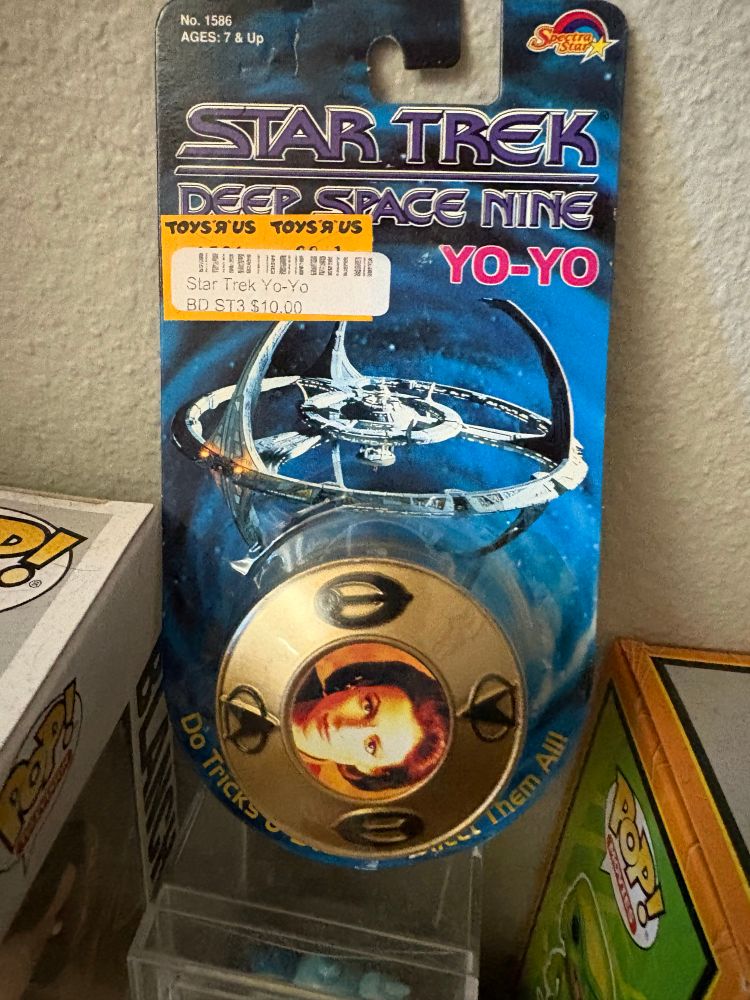 No. 1586
AGES: 7 & Up
Spectra
Star
STAR TREK®
DEEP SPACE NINE
TOYS"R"US TOYS"R"US
YO-YO
Star Trek Yo-Yo
BD ST3 $10.00
Do Tricks &
Them All!
POP!
POP!
BLANCH
POP!